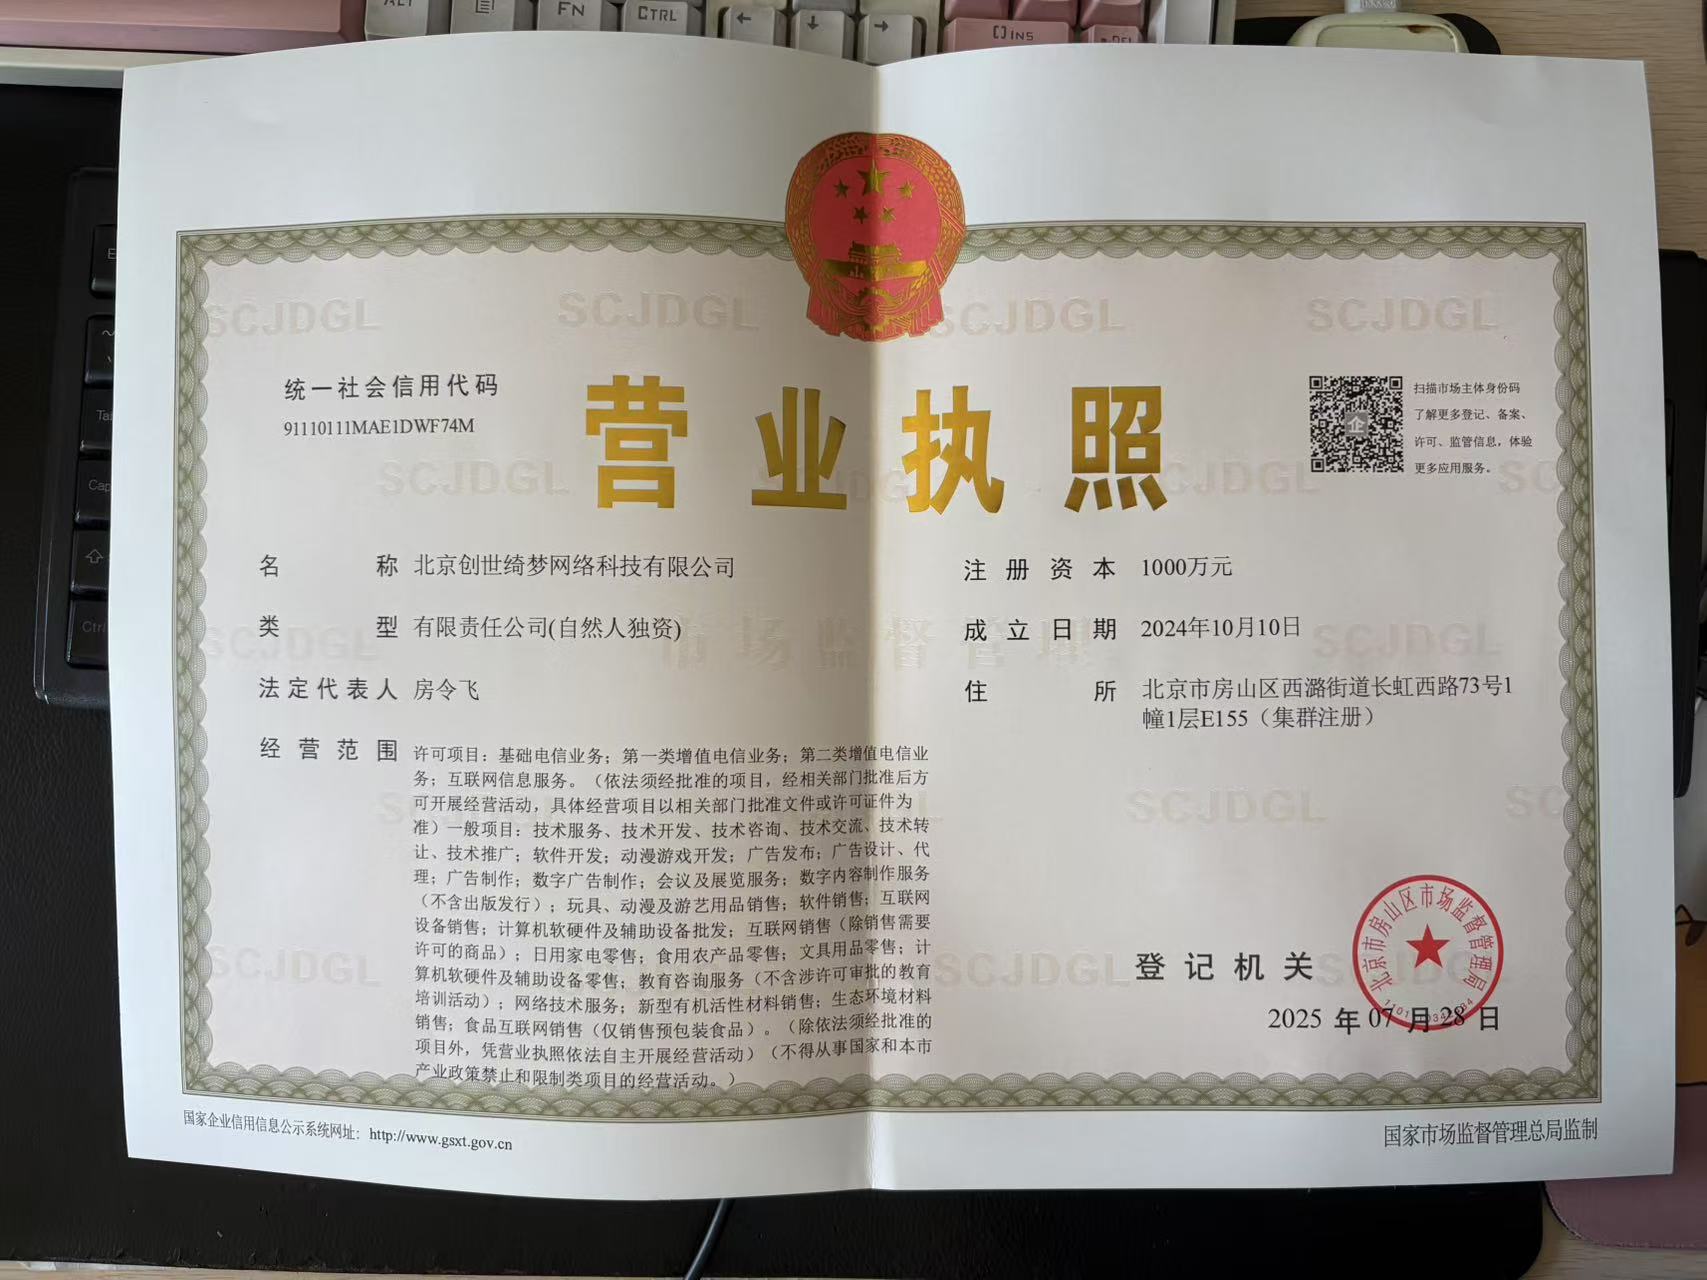 ALT
FN
CTRL
INS
统一社会信用代码
91110111MAE1DWF74M
营业执照
扫描市场主体身份码
了解更多登记、备案、
许可、监管信息，体验
更多应用服务。
名称 北京创世绮梦网络科技有限公司
类型 有限责任公司(自然人独资)
法定代表人 房令飞
经营范围 许可项目：基础电信业务；第一类增值电信业务；第二类增值电信业
务；互联网信息服务。（依法须经批准的项目，经相关部门批准后方
可开展经营活动，具体经营项目以相关部门批准文件或许可证件为
准）一般项目：技术服务、技术开发、技术咨询、技术交流、技术转
让、技术推广；软件开发；动漫游戏开发；广告发布；广告设计、代
理；广告制作；数字广告制作；会议及展览服务；数字内容制作服务
（不含出版发行）；玩具、动漫及游艺用品销售；软件销售；互联网
设备销售；计算机软硬件及辅助设备批发；互联网销售（除销售需要
许可的商品）；日用家电零售；食用农产品零售；文具用品零售；计
算机软硬件及辅助设备零售；教育咨询服务（不含涉许可审批的教育
培训活动）；网络技术服务；新型有机活性材料销售；生态环境材料
销售；食品互联网销售（仅销售预包装食品）。（除依法须经批准的
项目外，凭营业执照依法自主开展经营活动）（不得从事国家和本市
产业政策禁止和限制类项目的经营活动。）
注册资本 1000万元
成立日期 2024年10月10日
住所 北京市房山区西潞街道长虹西路73号1
幢1层E155（集群注册）
登记机关
北京市房山区市场监督管理局
2025年07月28日
国家企业信用信息公示系统网址：http://www.gsxt.gov.cn
国家市场监督管理总局监制
SCJDGL
市场监督管理